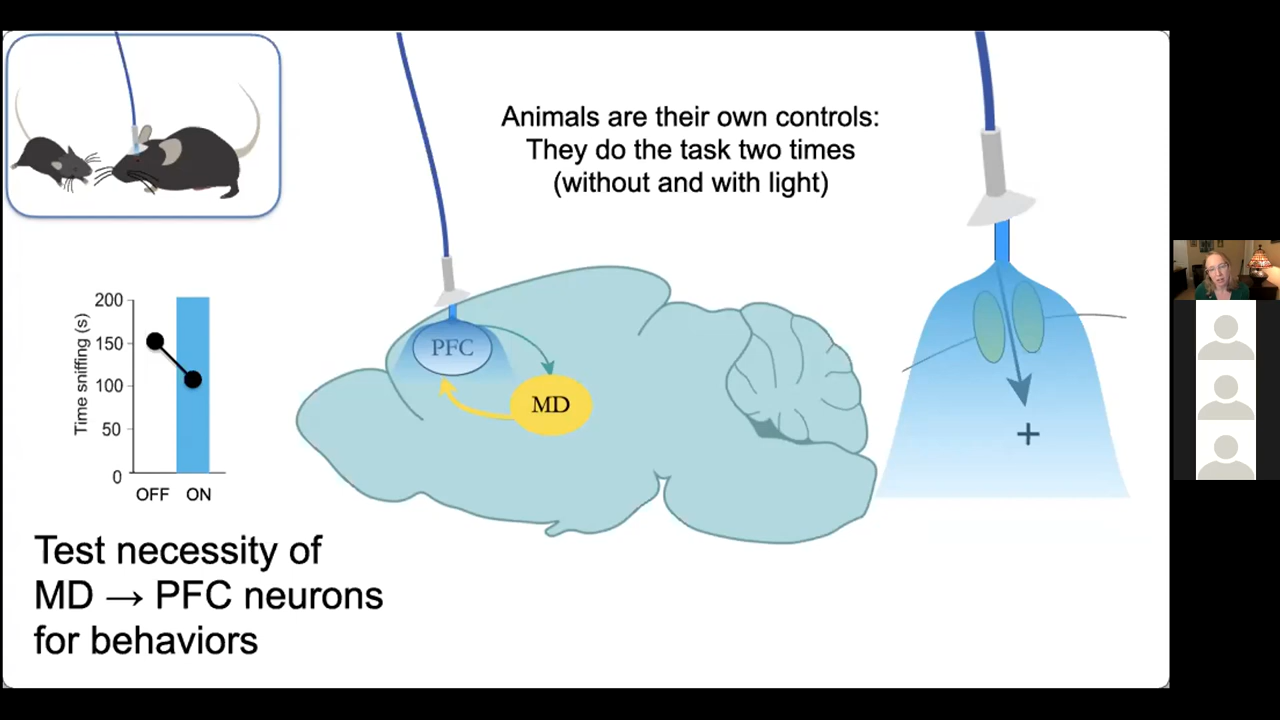 Animals are their own controls:
They do the task two times
(without and with light)
Time sniffing (s)
200
150
100
50
0
OFF ON
PFC
MD
+
Test necessity of
MD → PFC neurons
for behaviors